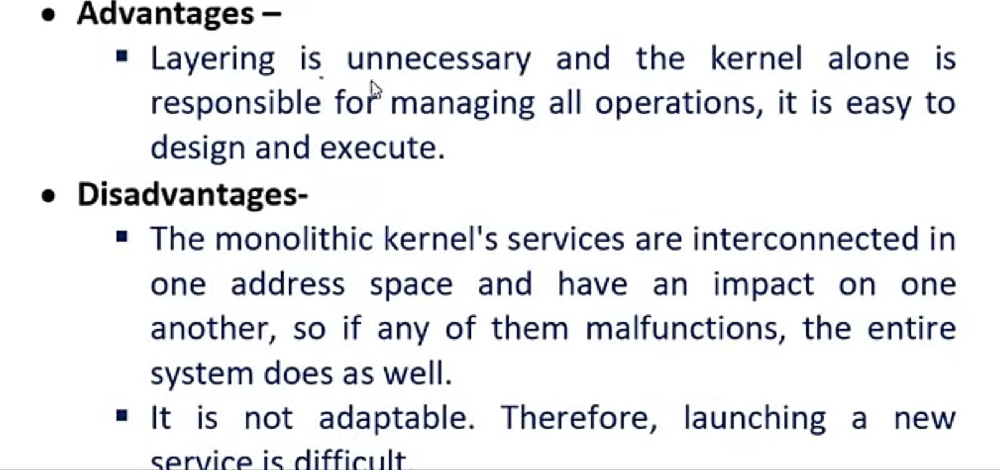 • Advantages –
▪ Layering is unnecessary and the kernel alone is
responsible for managing all operations, it is easy to
design and execute.
• Disadvantages-
▪ The monolithic kernel's services are interconnected in
one address space and have an impact on one
another, so if any of them malfunctions, the entire
system does as well.
▪ It is not adaptable. Therefore, launching a new
service is difficult.